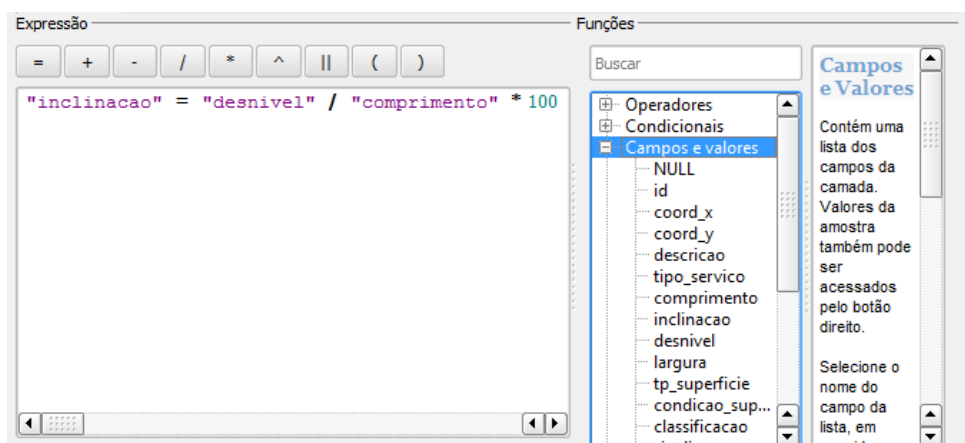 Expressão
= + - / * ^ || ( )
"inclinacao" = "desnivel" / "comprimento" * 100
Funções
Buscar
Operadores
Condicionais
Campos e valores
NULL
id
coord_x
coord_y
descricao
tipo_servico
comprimento
inclinacao
desnivel
largura
tp_superficie
condicao_sup...
classificacao
Campos
e Valores
Contém uma
lista dos
campos da
camada.
Valores da
amostra
também pode
ser
acessados
pelo botão
direito.
Selecione o
nome do
campo da
lista, em